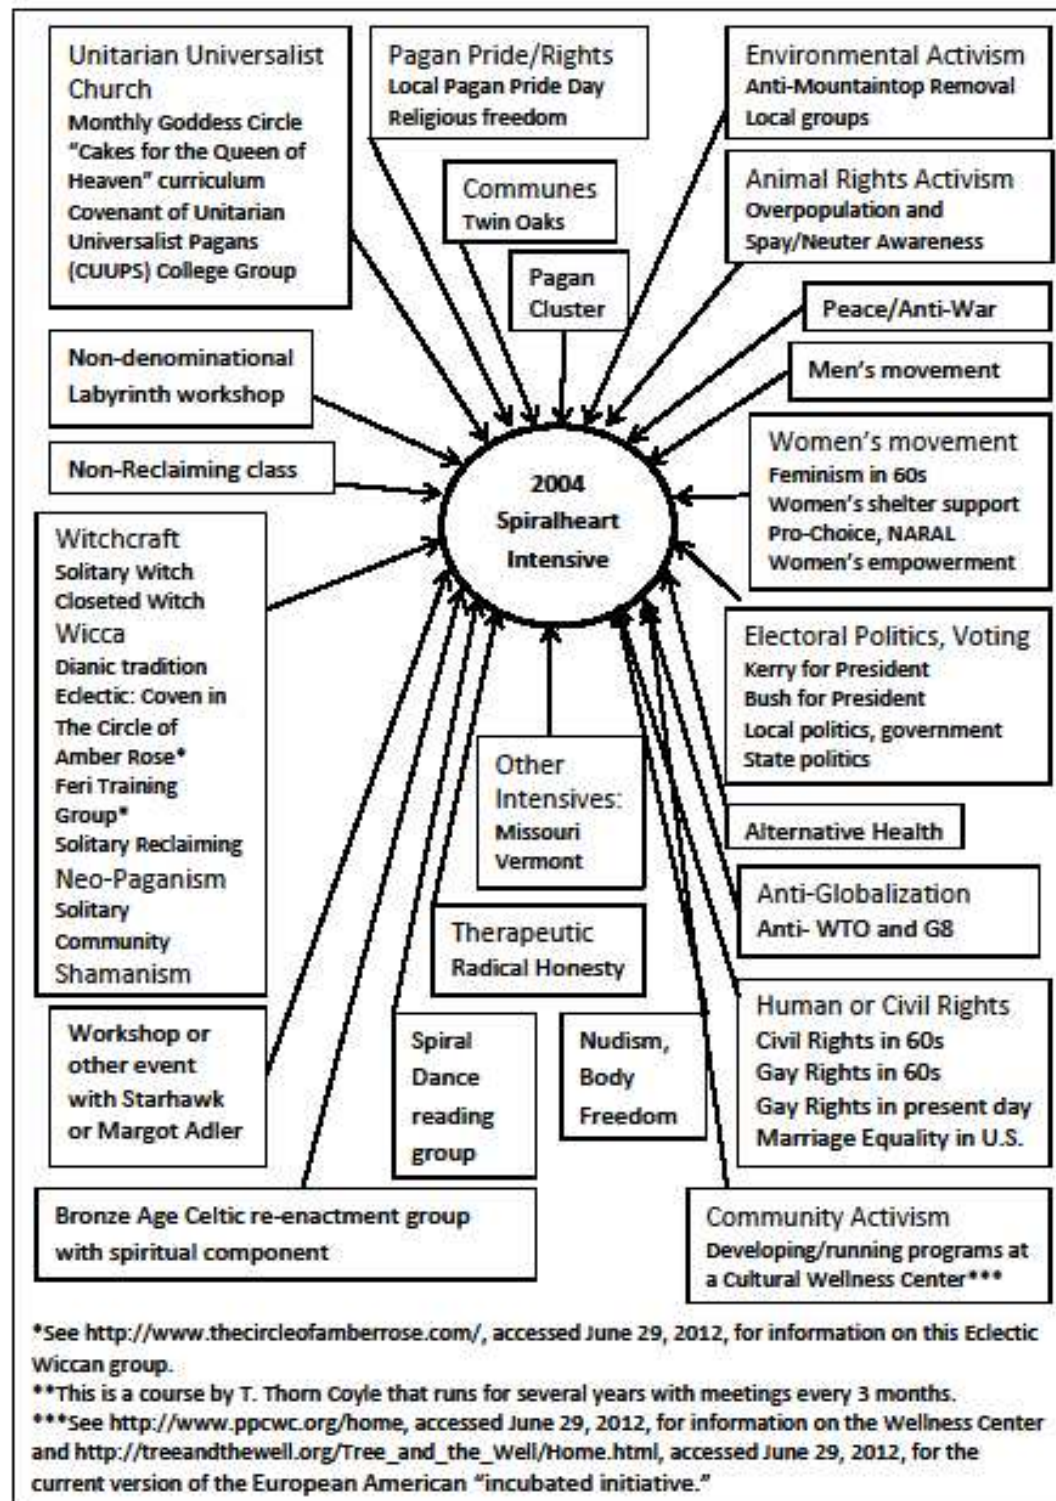 Unitarian Universalist
Church
Monthly Goddess Circle
"Cakes for the Queen of
Heaven" curriculum
Covenant of Unitarian
Universalist Pagans
(CUUPS) College Group
Pagan Pride/Rights
Local Pagan Pride Day
Religious freedom
Environmental Activism
Anti-Mountaintop Removal
Local groups
Communes
Twin Oaks
Animal Rights Activism
Overpopulation and
Spay/Neuter Awareness
Pagan
Cluster
Peace/Anti-War
Non-denominational
Labyrinth workshop
Men's movement
Non-Reclaiming class
2004
Spiralheart
Intensive
Women's movement
Feminism in 60s
Women's shelter support
Pro-Choice, NARAL
Women's empowerment
Witchcraft
Solitary Witch
Closeted Witch
Wicca
Dianic tradition
Eclectic: Coven in
The Circle of
Amber Rose*
Feri Training
Group*
Solitary Reclaiming
Neo-Paganism
Solitary
Community
Shamanism
Electoral Politics, Voting
Kerry for President
Bush for President
Local politics, government
State politics
Other
Intensives:
Missouri
Vermont
Alternative Health
Anti-Globalization
Anti- WTO and G8
Therapeutic
Radical Honesty
Human or Civil Rights
Civil Rights in 60s
Gay Rights in 60s
Gay Rights in present day
Marriage Equality in U.S.
Workshop or
other event
with Starhawk
or Margot Adler
Spiral
Dance
reading
group
Nudism,
Body
Freedom
Bronze Age Celtic re-enactment group
with spiritual component
Community Activism
Developing/running programs at
a Cultural Wellness Center***
*See http://www.thecircleofamberrose.com/, accessed June 29, 2012, for information on this Eclectic
Wiccan group.
**This is a course by T. Thorn Coyle that runs for several years with meetings every 3 months.
***See http://www.ppcwc.org/home, accessed June 29, 2012, for information on the Wellness Center
and http://treeandthewell.org/Tree_and_the_Well/Home.html, accessed June 29, 2012, for the
current version of the European American "incubated initiative."